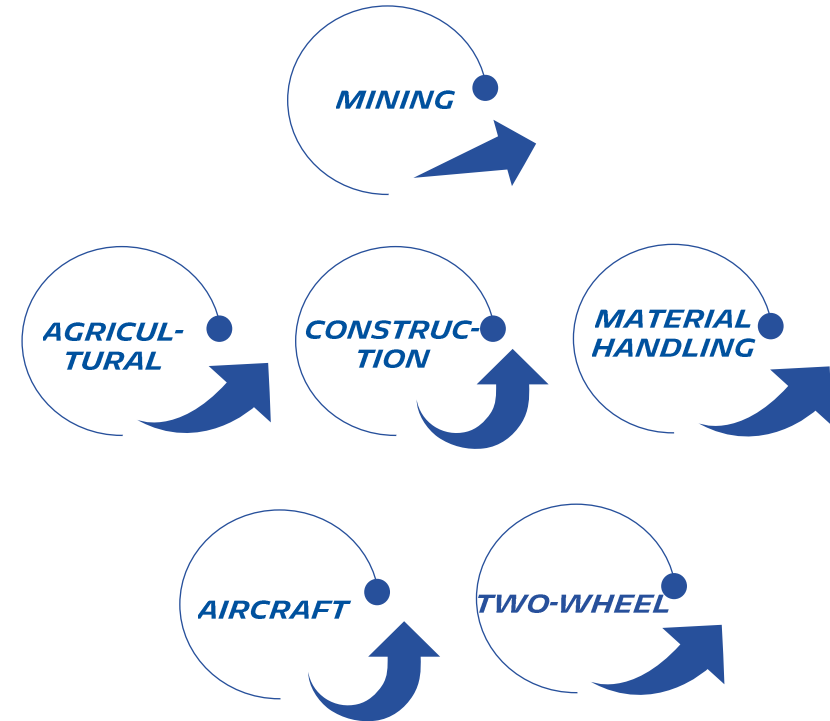 MINING
AGRICUL-
TURAL
CONSTRUC-
TION
MATERIAL
HANDLING
AIRCRAFT
TWO-WHEEL